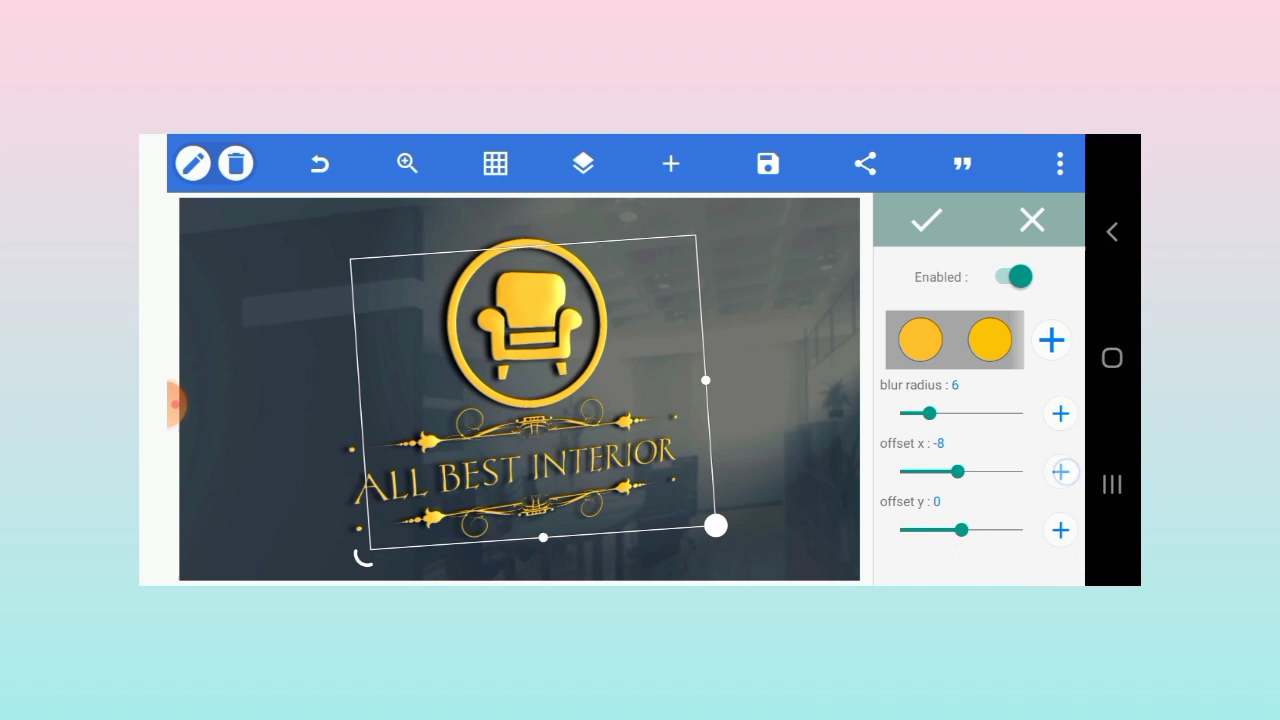 Enabled :
blur radius : 6
offset x : -8
offset y : 0
ALL BEST INTERIOR